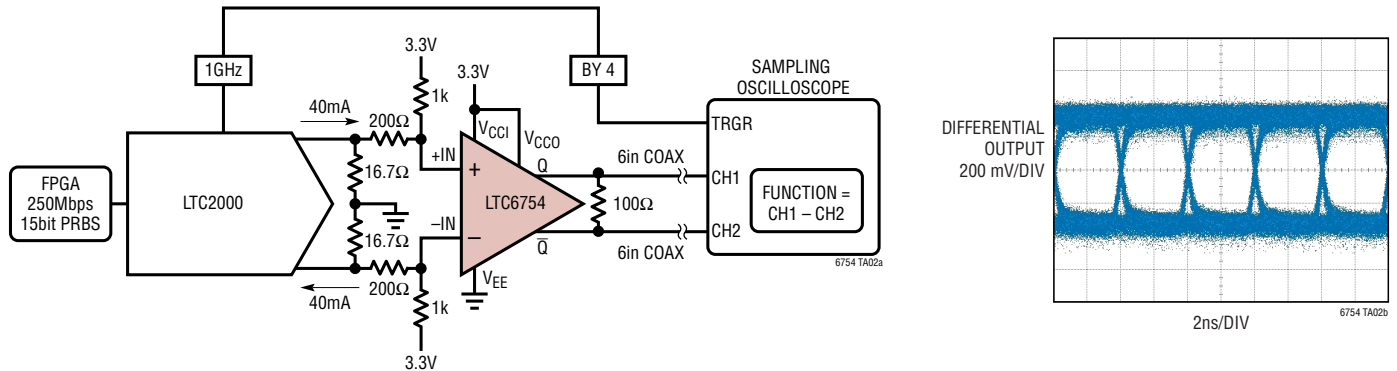 1GHz
BY 4
3.3V
1k
40mA
200Ω
3.3V
VCCI
VCCO
+IN
+
Q
16.7Ω
FPGA
250Mbps
15bit PRBS
LTC2000
LTC6754
100Ω
16.7Ω
–IN
–
Q
VEE
200Ω
40mA
1k
3.3V
6in COAX
6in COAX
SAMPLING
OSCILLOSCOPE
TRGR
CH1
FUNCTION =
CH1 – CH2
CH2
6754 TA02a
DIFFERENTIAL
OUTPUT
200 mV/DIV
2ns/DIV
6754 TA02b